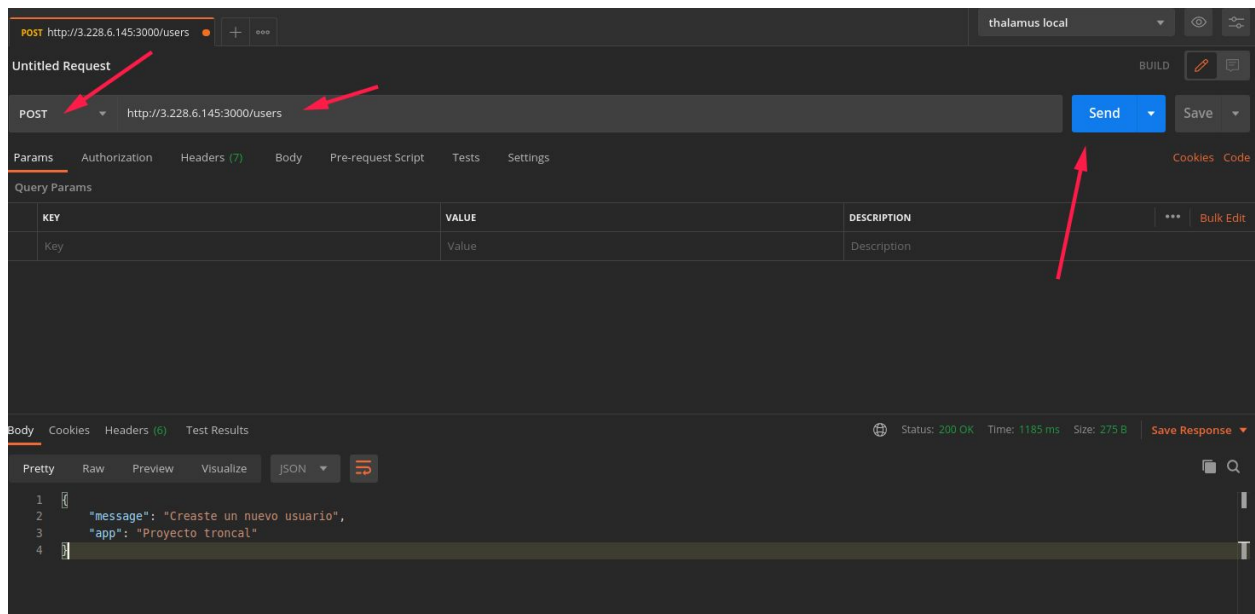 POST http://3.228.6.145:3000/users
thalamus local
Untitled Request
BUILD
POST http://3.228.6.145:3000/users Send Save
Params Authorization Headers (7) Body Pre-request Script Tests Settings Cookies Code
Query Params
KEY VALUE DESCRIPTION Bulk Edit
Key Value Description
Body Cookies Headers (6) Test Results Status: 200 OK Time: 1185 ms Size: 275 B Save Response
Pretty Raw Preview Visualize JSON
1 {
2 "message": "Creaste un nuevo usuario",
3 "app": "Proyecto troncal"
4 }